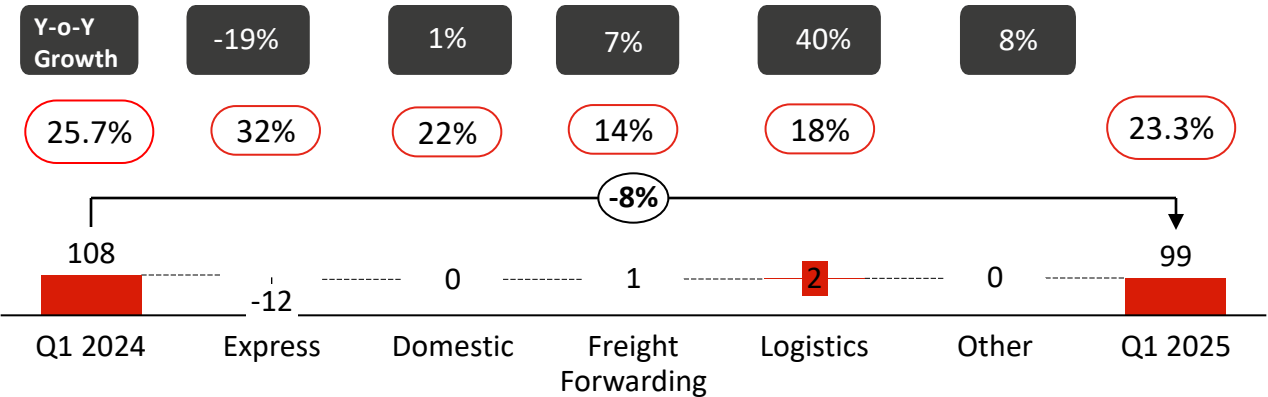 Y-o-Y
Growth
-19%
1%
7%
40%
8%
25.7%
32%
22%
14%
18%
23.3%
-8%
108
-12
0
1
2
0
99
Q1 2024
Express
Domestic
Freight
Forwarding
Logistics
Other
Q1 2025